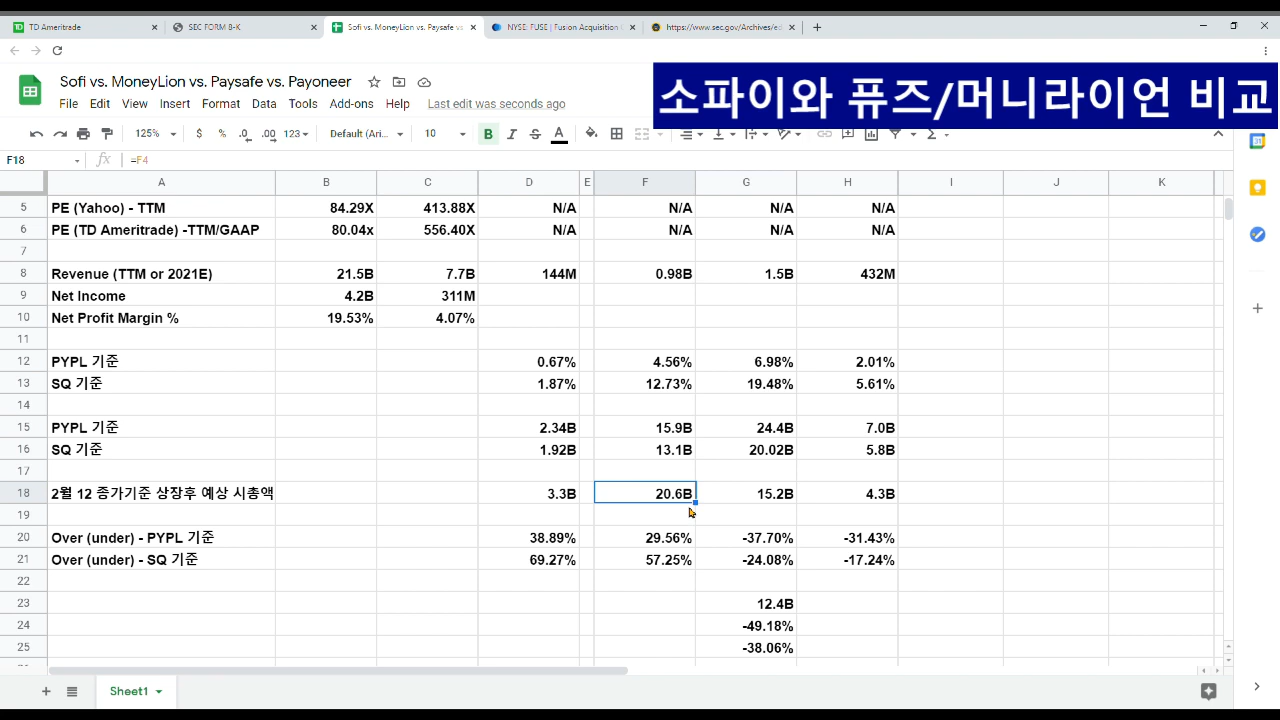 TD Ameritrade
SEC FORM 8-K
Sofi vs. MoneyLion vs. Paysafe vs
NYSE: FUSE | Fusion Acquisition
https://www.sec.gov/Archives/ed
Sofi vs. MoneyLion vs. Paysafe vs. Payoneer
File Edit View Insert Format Data Tools Add-ons Help Last edit was seconds ago
소파이와 퓨즈/머니라이언 비교
125% $ % .0 .00 123 Default (Ari... 10 B I S A
F18 fx =F4
A B C D E F G H I J K
5 PE (Yahoo) - TTM 84.29X 413.88X N/A N/A N/A N/A
6 PE (TD Ameritrade) -TTM/GAAP 80.04x 556.40X N/A N/A N/A N/A
7
8 Revenue (TTM or 2021E) 21.5B 7.7B 144M 0.98B 1.5B 432M
9 Net Income 4.2B 311M
10 Net Profit Margin % 19.53% 4.07%
11
12 PYPL 기준 0.67% 4.56% 6.98% 2.01%
13 SQ 기준 1.87% 12.73% 19.48% 5.61%
14
15 PYPL 기준 2.34B 15.9B 24.4B 7.0B
16 SQ 기준 1.92B 13.1B 20.02B 5.8B
17
18 2월 12 종가기준 상장후 예상 시총액 3.3B 20.6B 15.2B 4.3B
19
20 Over (under) - PYPL 기준 38.89% 29.56% -37.70% -31.43%
21 Over (under) - SQ 기준 69.27% 57.25% -24.08% -17.24%
22
23 12.4B
24 -49.18%
25 -38.06%
Sheet1